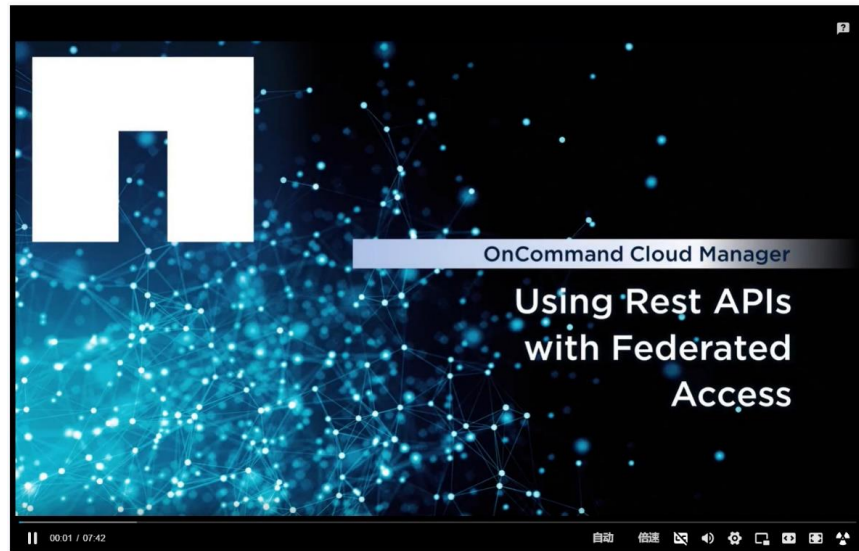 ?
OnCommand Cloud Manager
Using Rest APIs
with Federated
Access
00:01 / 07:42
自动
倍速